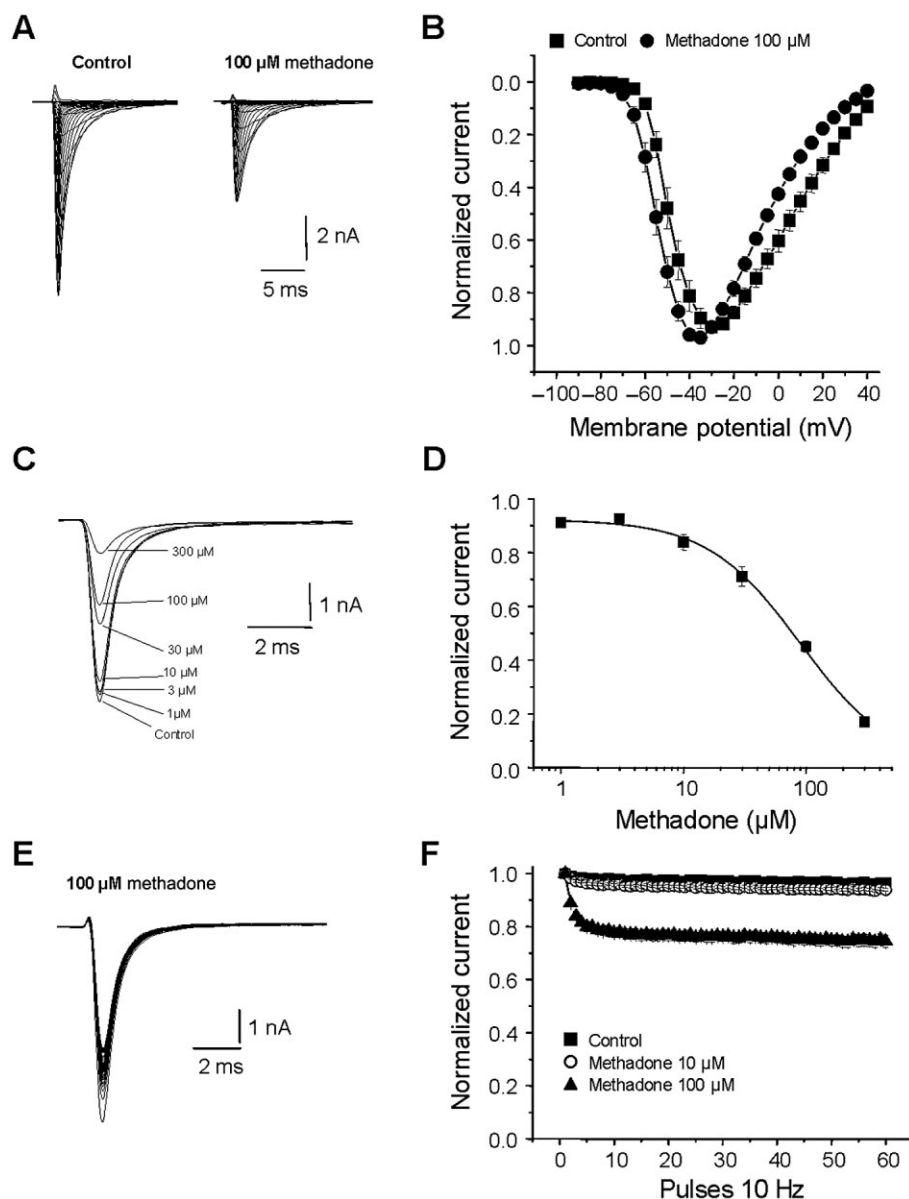 A
Control
100 µM methadone
2 nA
5 ms
B
Control
Methadone 100 µM
Normalized current
0.0
0.2
0.4
0.6
0.8
1.0
–100 –80 –60 –40 –20 0 20 40
Membrane potential (mV)
C
300 µM
100 µM
30 µM
10 µM
3 µM
1µM
Control
1 nA
2 ms
D
Normalized current
1.0
0.8
0.6
0.4
0.2
0.0
1 10 100
Methadone (µM)
E
100 µM methadone
1 nA
2 ms
F
Normalized current
1.0
0.8
0.6
0.4
0.2
0.0
Control
Methadone 10 µM
Methadone 100 µM
0 10 20 30 40 50 60
Pulses 10 Hz